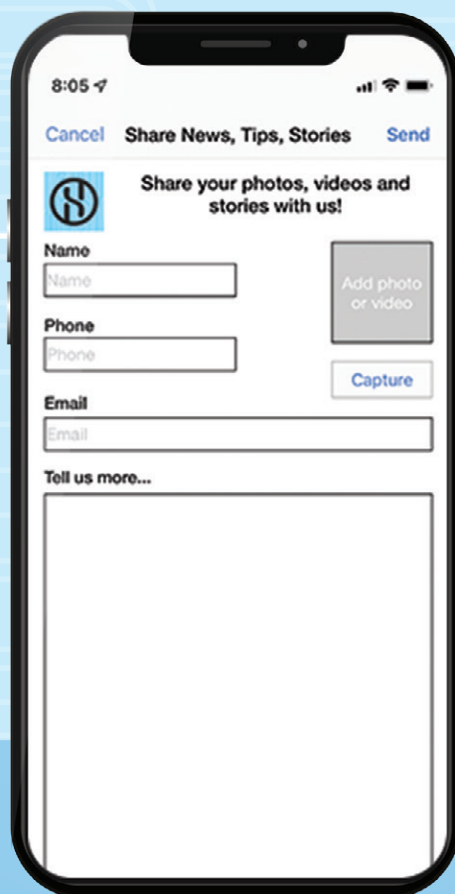 8:05
Cancel Share News, Tips, Stories Send
Share your photos, videos and
stories with us!
Name
Name
Add photo
or video
Phone
Phone
Capture
Email
Email
Tell us more...